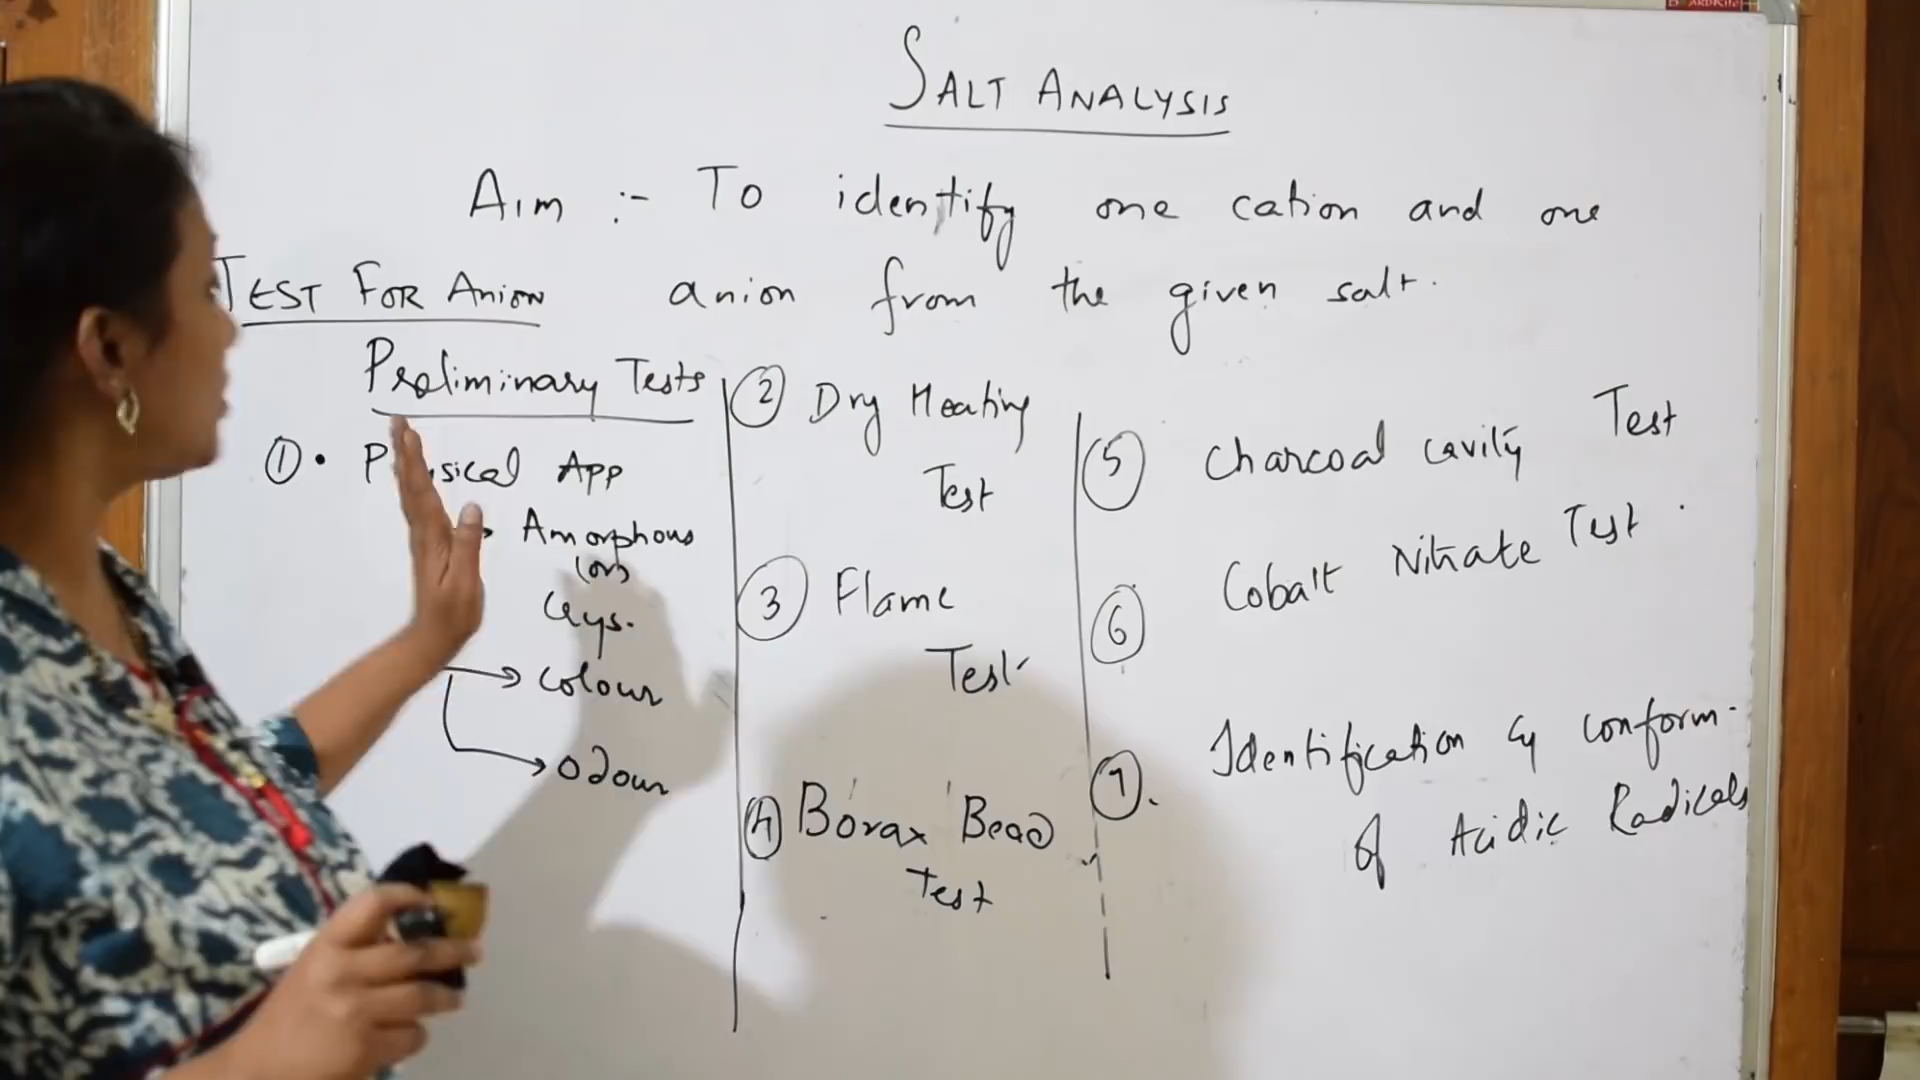 SALT ANALYSIS
AIM :- To identify one cation and one
anion from the given salt.
TEST FOR ANION
Preliminary Tests
① • Physical App
Amorphous
(or)
Crys.
→ Colour
→ Odour
② Dry Heating
Test
③ Flame
Test
④ Borax Bead
Test
⑤ Charcoal cavity Test
⑥ Cobalt Nitrate Test.
⑦. Identification & conform.
of Acidic Radicals